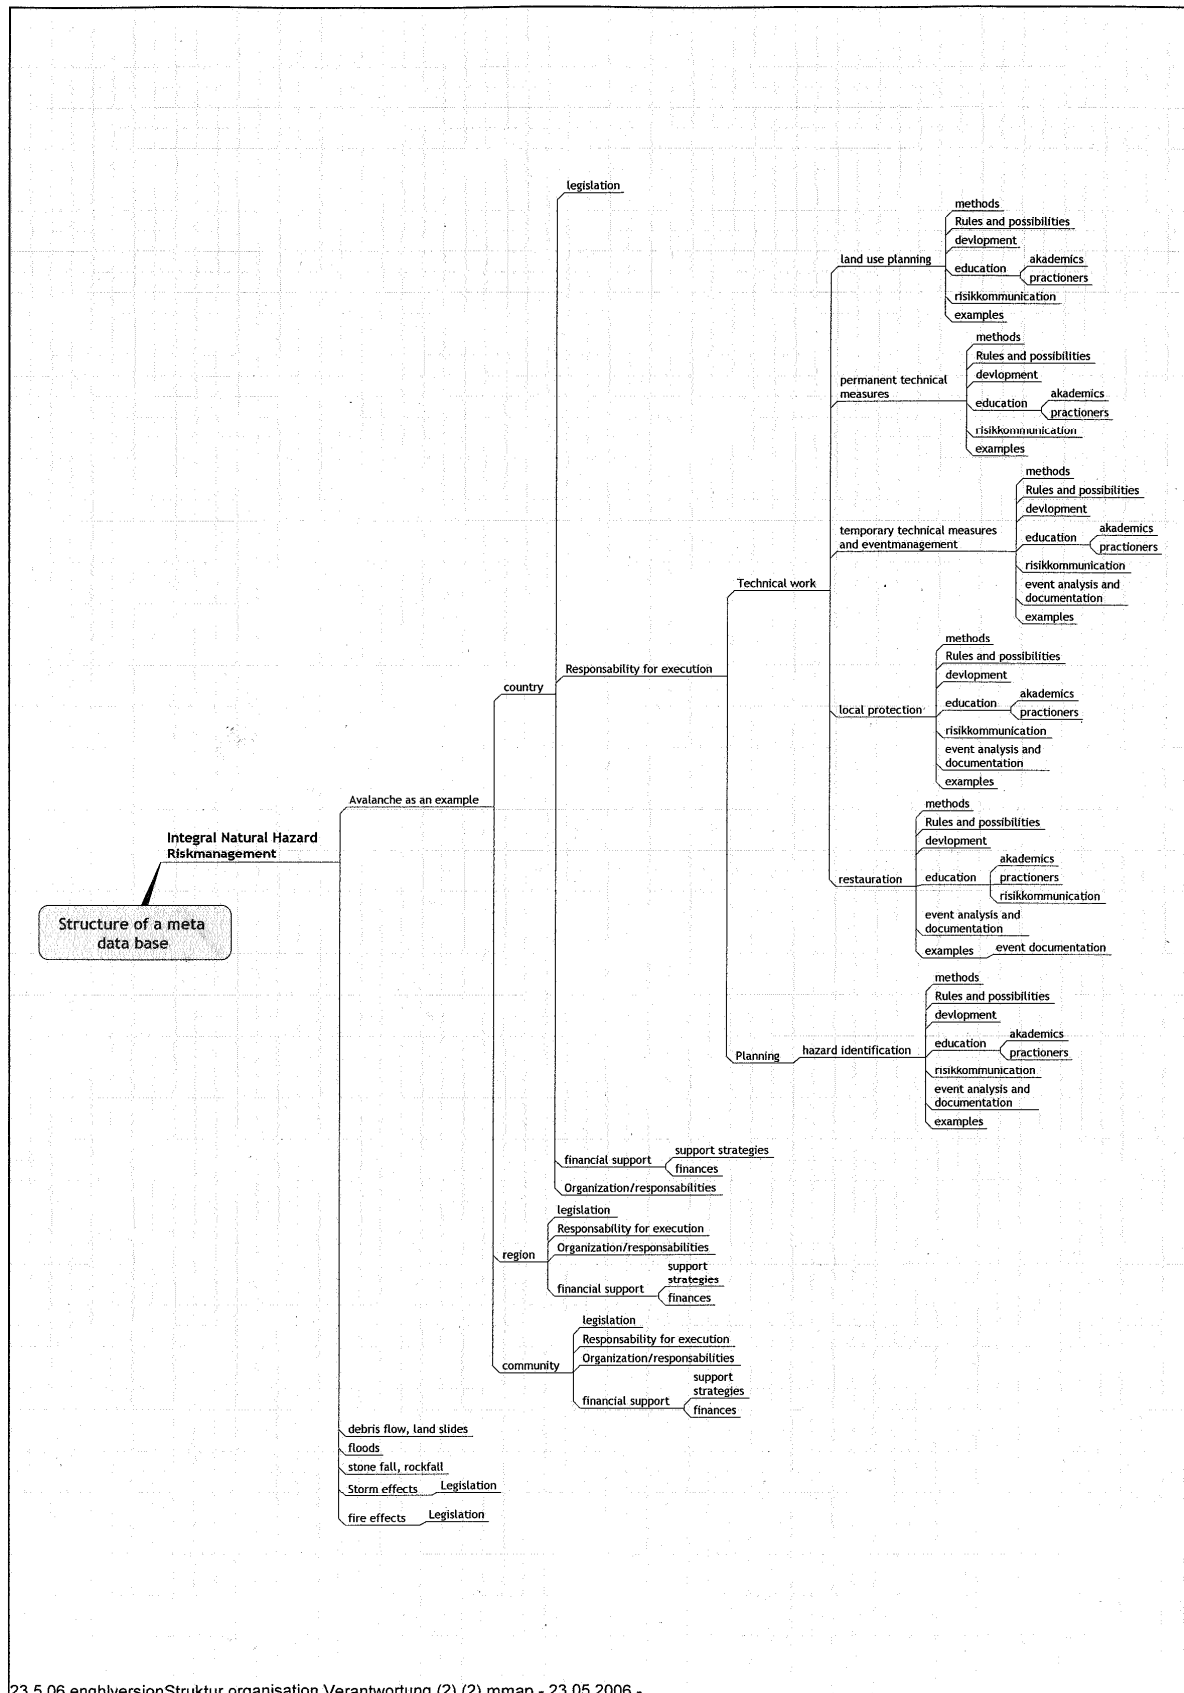 legislation
methods
Rules and possibilities
devlopment
land use planning
education
akademics
practioners
risikkommunication
examples
methods
Rules and possibilities
devlopment
permanent technical
measures
education
akademics
practioners
risikkommunication
examples
methods
Rules and possibilities
devlopment
temporary technical measures
and eventmanagement
education
akademics
practioners
risikkommunication
event analysis and
documentation
examples
Technical work
methods
Rules and possibilities
devlopment
local protection
education
akademics
practioners
risikkommunication
event analysis and
documentation
examples
Responsability for execution
country
Avalanche as an example
methods
Rules and possibilities
devlopment
restauration
education
akademics
practioners
risikkommunication
event analysis and
documentation
examples
event documentation
Integral Natural Hazard
Riskmanagement
Structure of a meta
data base
methods
Rules and possibilities
devlopment
Planning
hazard identification
education
akademics
practioners
risikkommunication
event analysis and
documentation
examples
financial support
support strategies
finances
Organization/responsabilities
region
legislation
Responsability for execution
Organization/responsabilities
financial support
support
strategies
finances
community
legislation
Responsability for execution
Organization/responsabilities
financial support
support
strategies
finances
debris flow, land slides
floods
stone fall, rockfall
Storm effects
Legislation
fire effects
Legislation
23.5.06 englversionStruktur organisation Verantwortung (2) (2).mmap - 23.05.2006 -